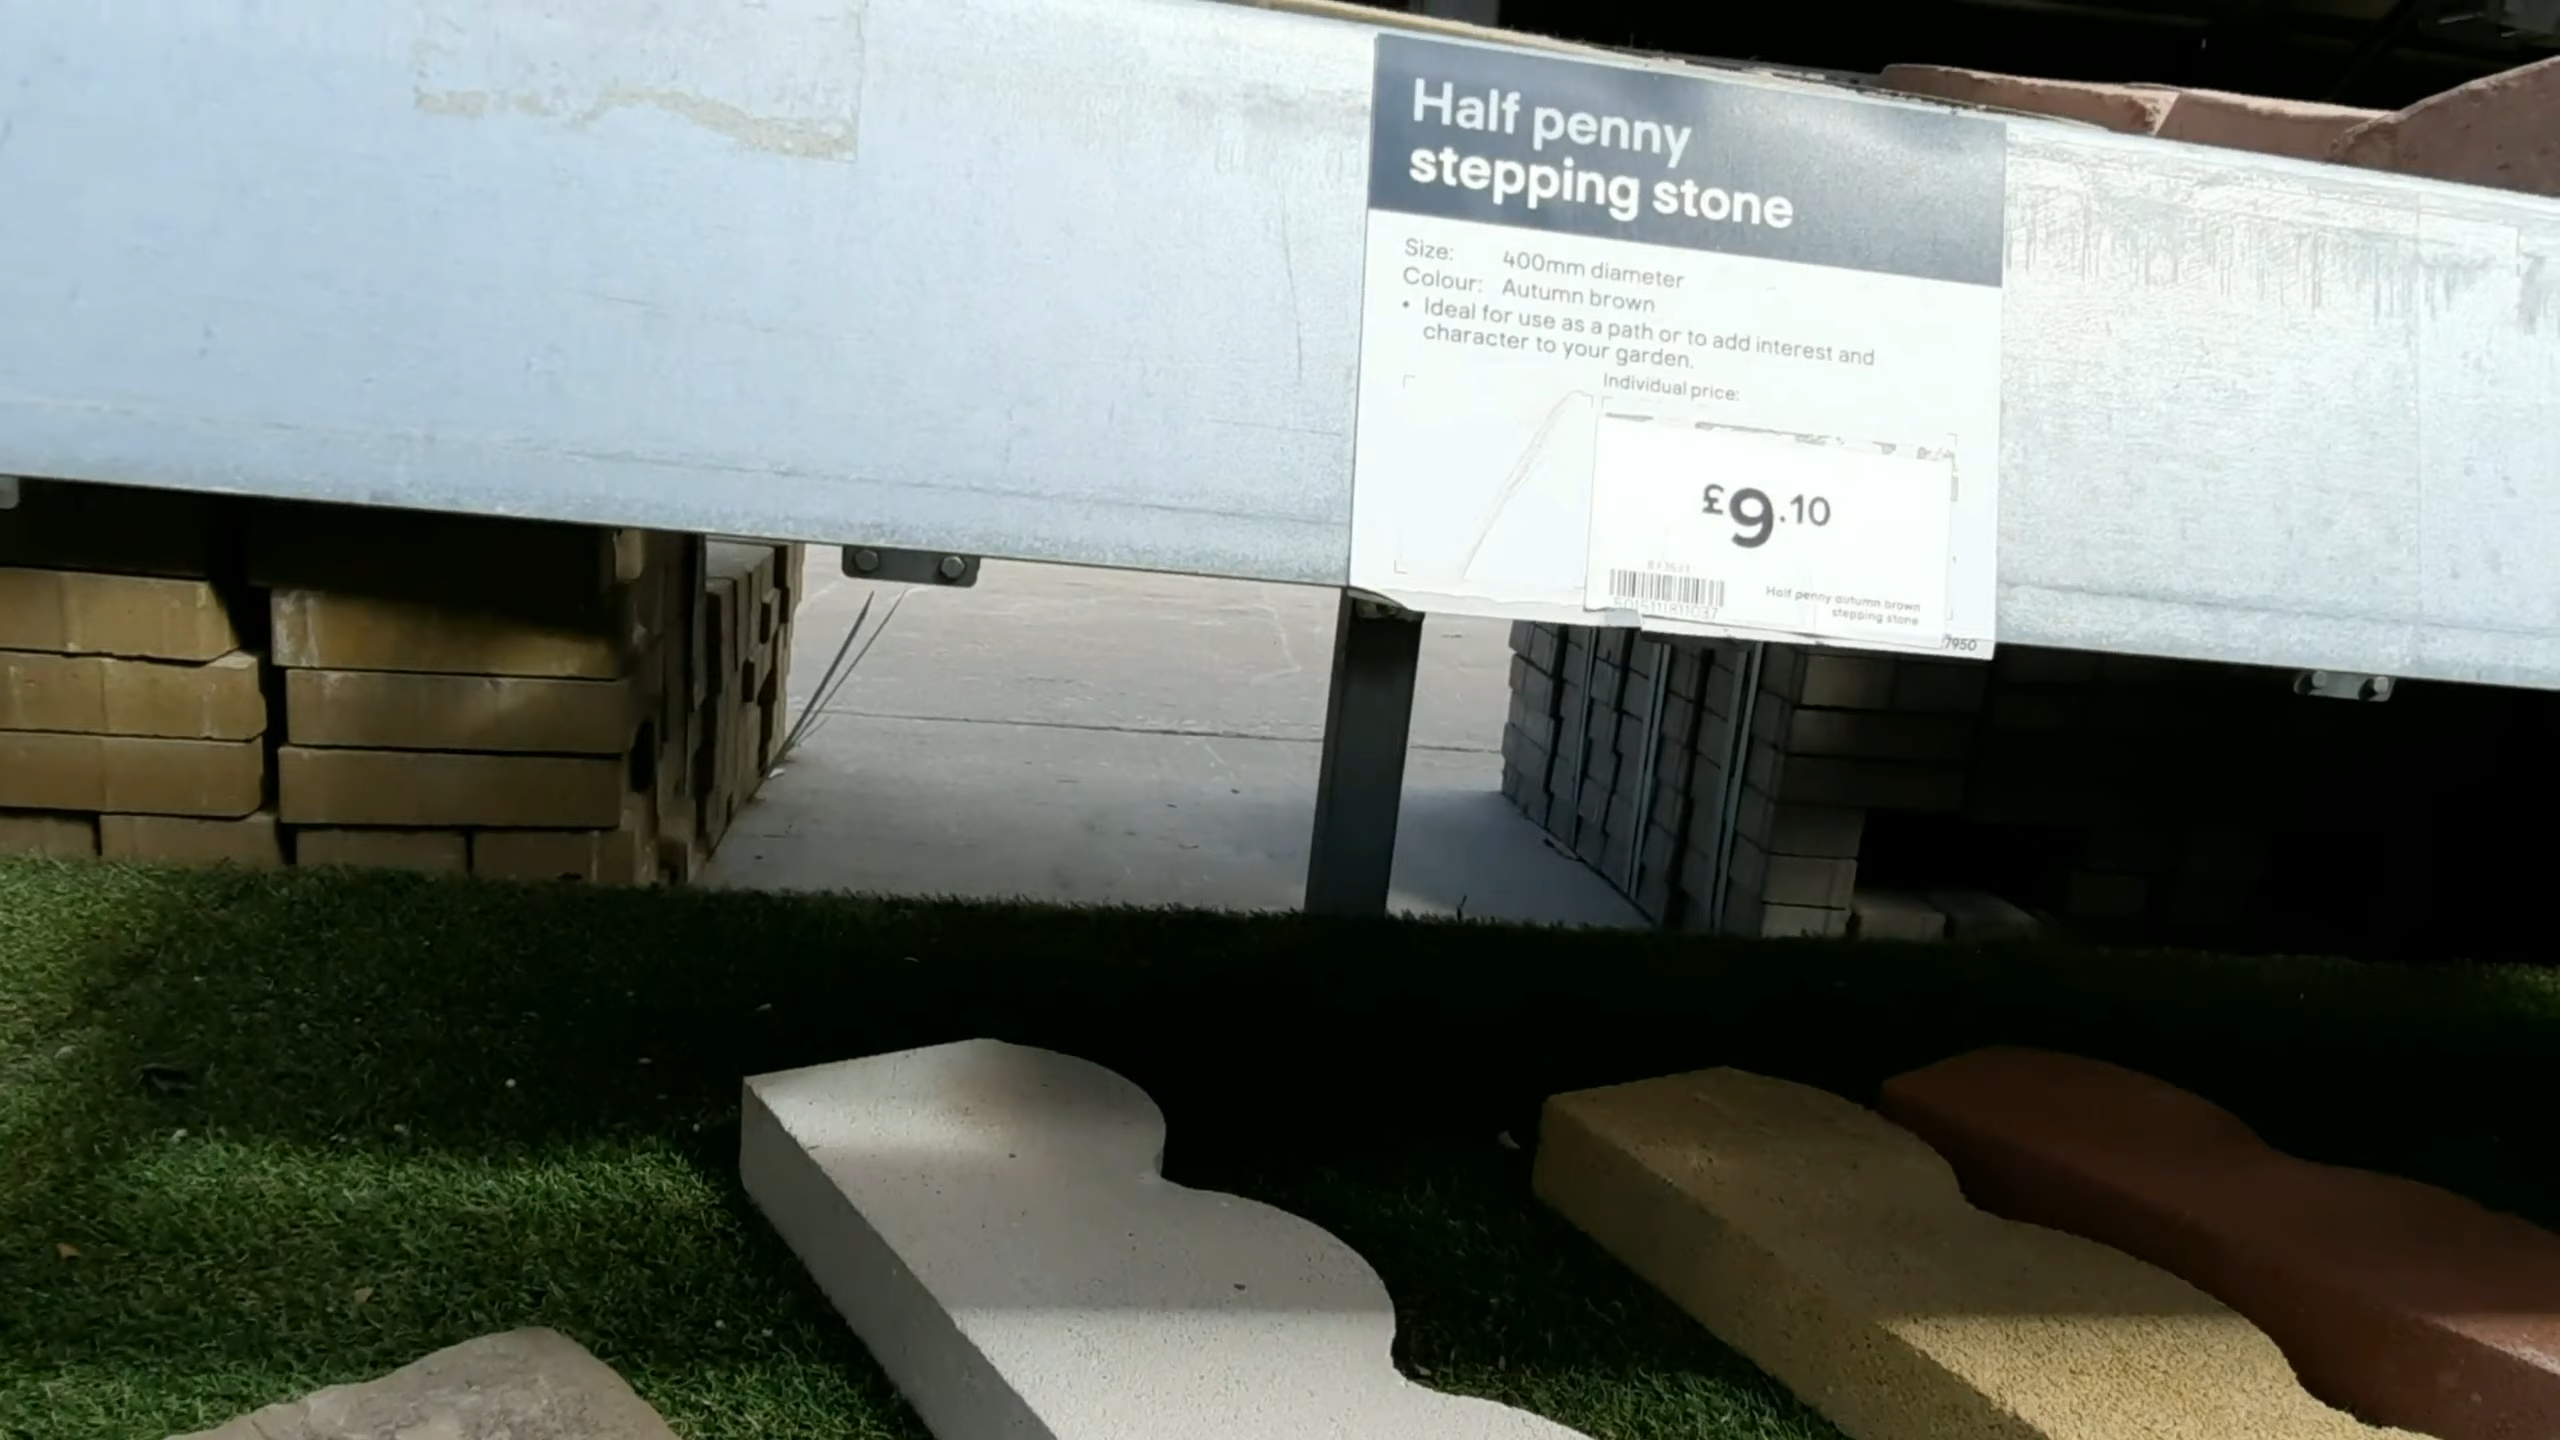 Half penny
stepping stone
Size: 400mm diameter
Colour: Autumn brown
• Ideal for use as a path or to add interest and
character to your garden.
Individual price:
£9.10
Half penny autumn brown
stepping stone
7950